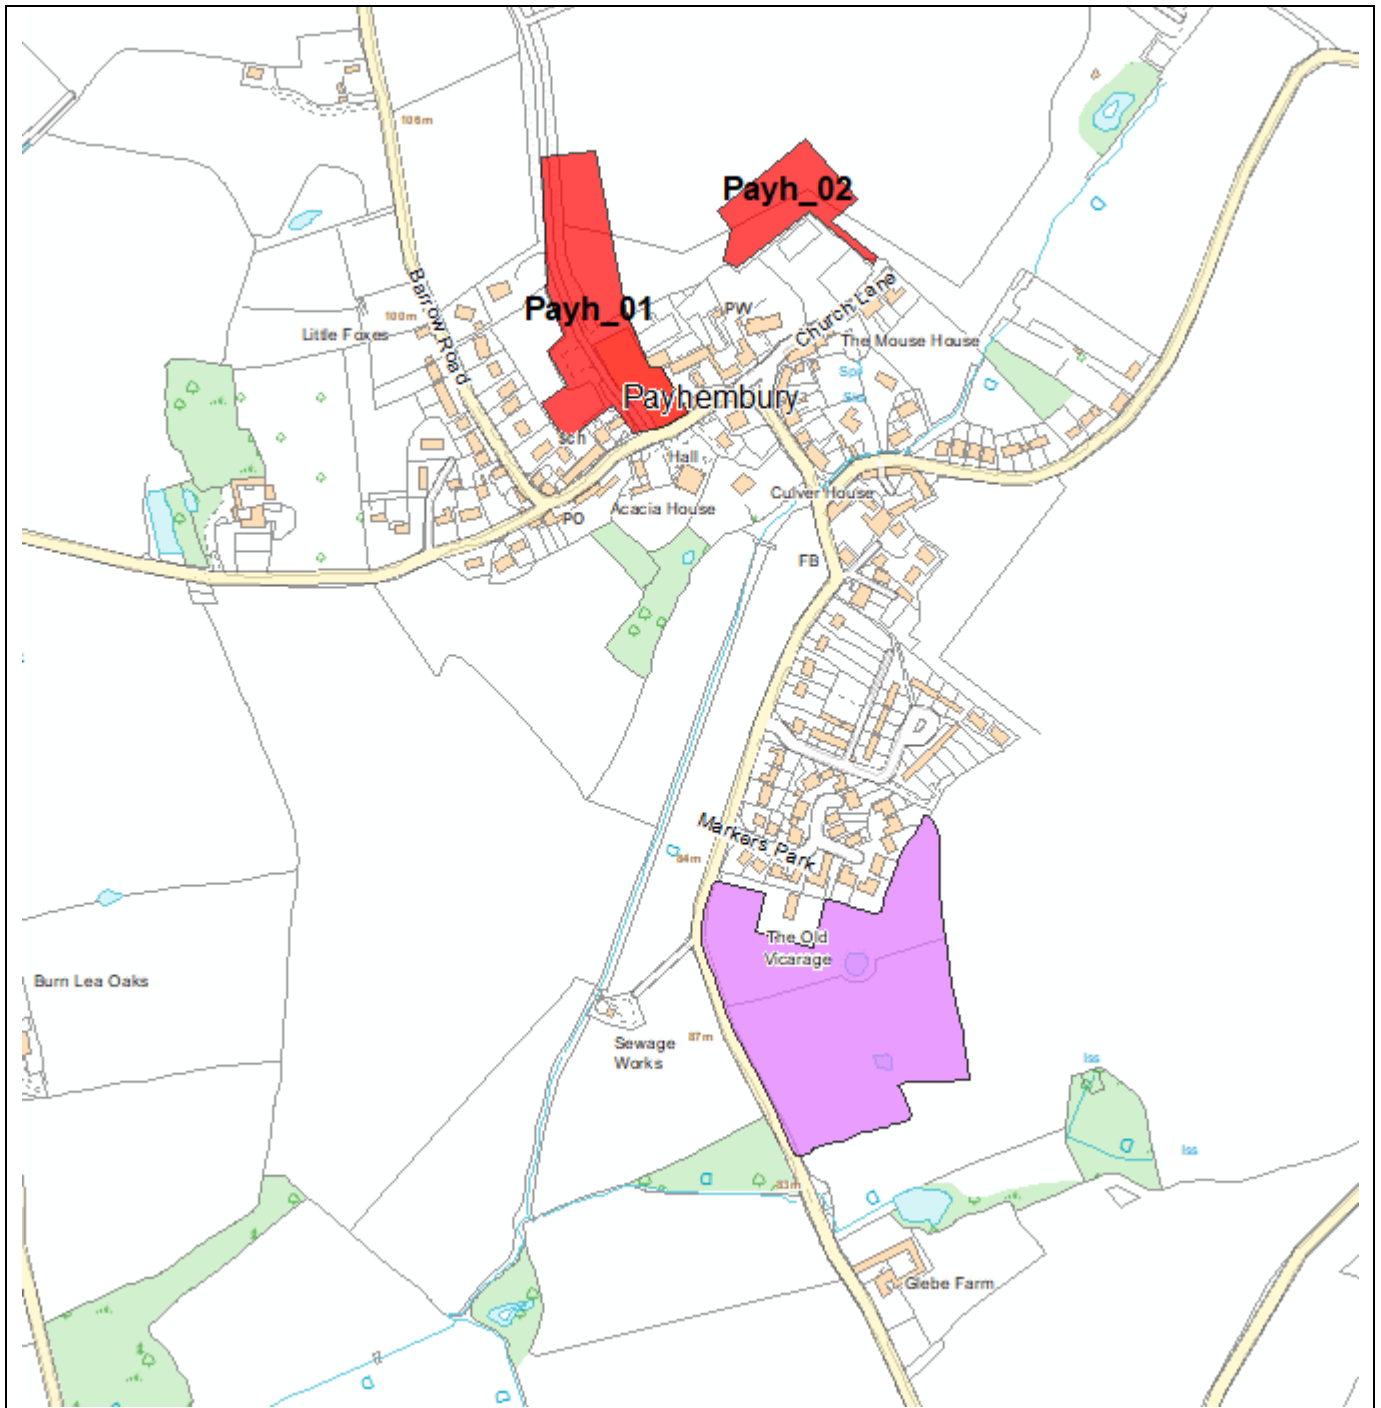 106m
Payh_02
Barrow Road
Payh_01
100m
Little Foxes
PW
Church Lane
The Mouse House
Spr
Payhembury
Sch
Hall
Culver House
Acacia House
PO
FB
Markers Park
84m
The Old
Vicarage
Burn Lea Oaks
87m
Sewage
Works
Iss
Iss
83m
Glebe Farm